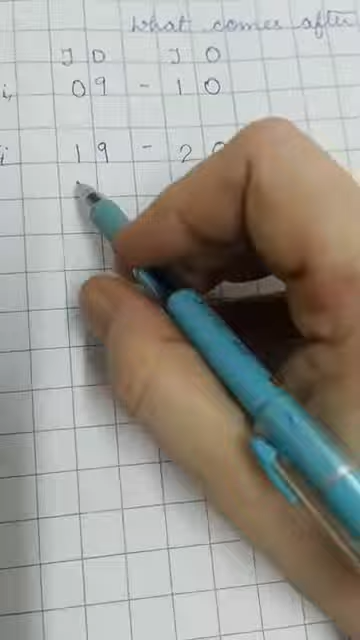 What comes after
T O T O
i, 09 - 10
i 19 - 20